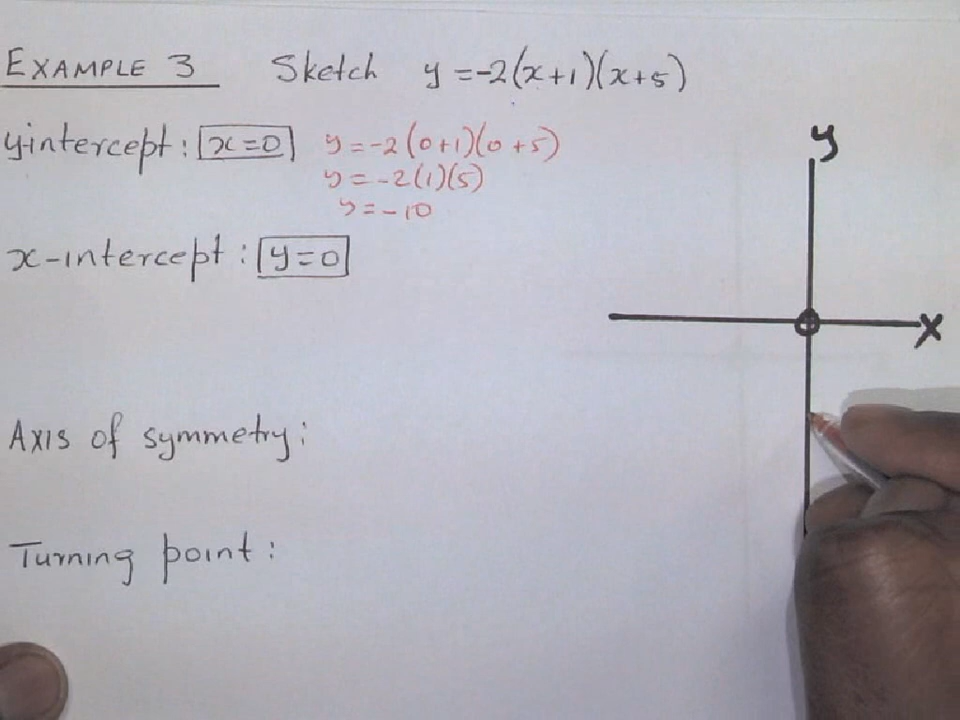 EXAMPLE 3 Sketch y = -2(x+1)(x+5)
y-intercept: x=0 y = -2(0+1)(0+5)
y = -2(1)(5)
y = -10
x-intercept: y=0
Axis of symmetry:
Turning point:
y
x